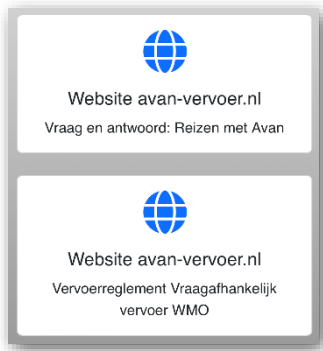 Website avan-vervoer.nl
Vraag en antwoord: Reizen met Avan
Website avan-vervoer.nl
Vervoerreglement Vraagafhankelijk
vervoer WMO